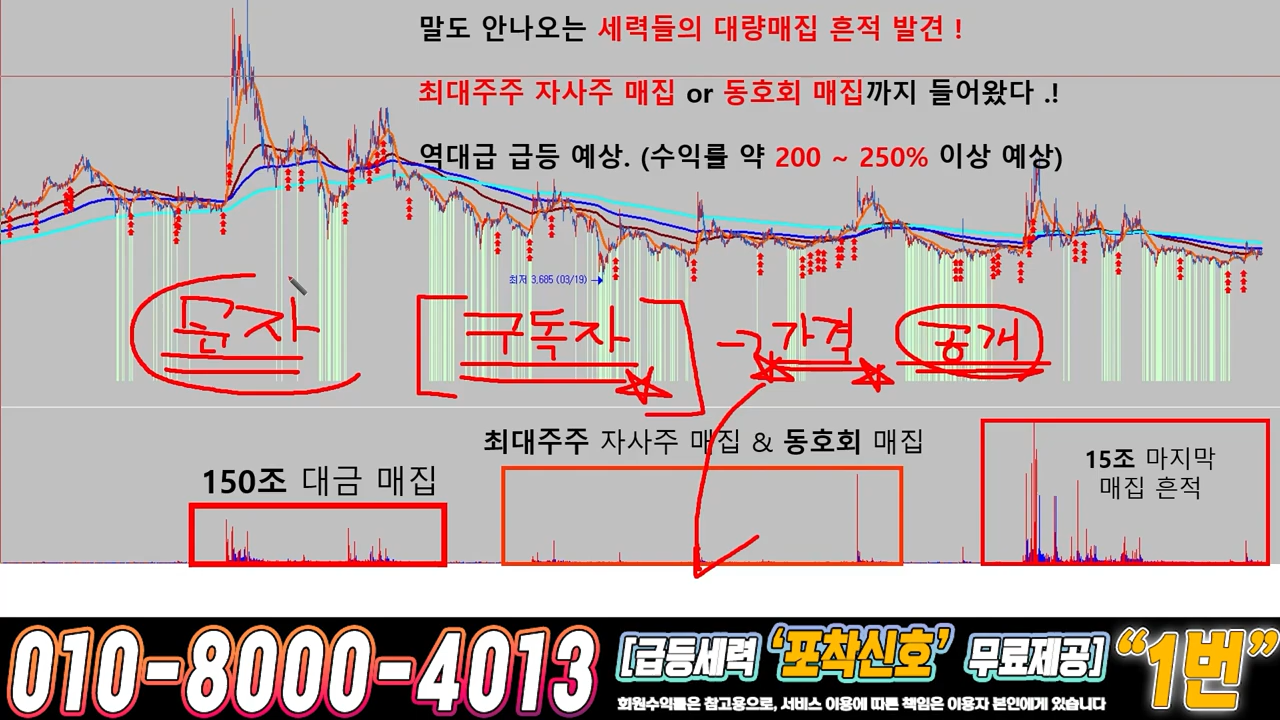 말도 안나오는 세력들의 대량매집 흔적 발견 !
최대주주 자사주 매집 or 동호회 매집까지 들어왔다 .!
역대급 급등 예상. (수익률 약 200 ~ 250% 이상 예상)
최저 3,685 (03/19)
문자
구독자
가격 공개
최대주주 자사주 매집 & 동호회 매집
150조 대금 매집
15조 마지막
매집 흔적
010-8000-4013
[급등세력 ‘포착신호’ 무료제공] “1번”
회원수익률은 참고용으로, 서비스 이용에 따른 책임은 이용자 본인에게 있습니다